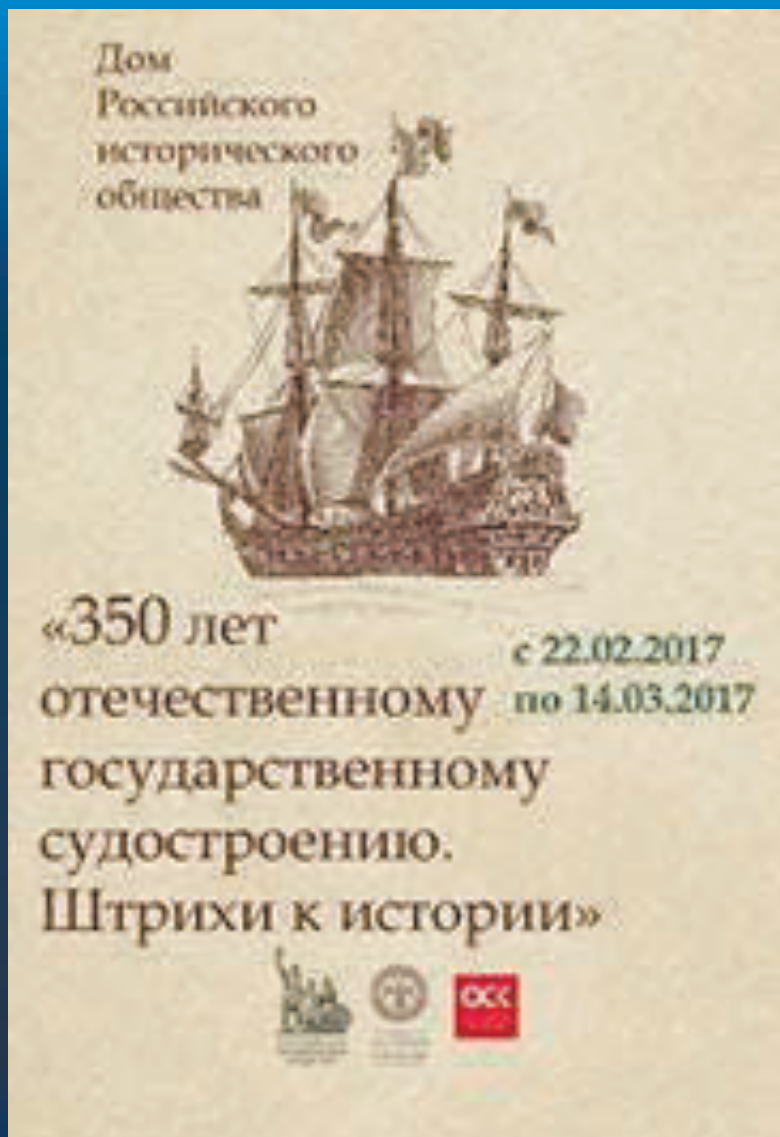 Дом
Российского
исторического
общества
«350 лет
отечественному
государственному
судостроению.
Штрихи к истории»
с 22.02.2017
по 14.03.2017
ОСК